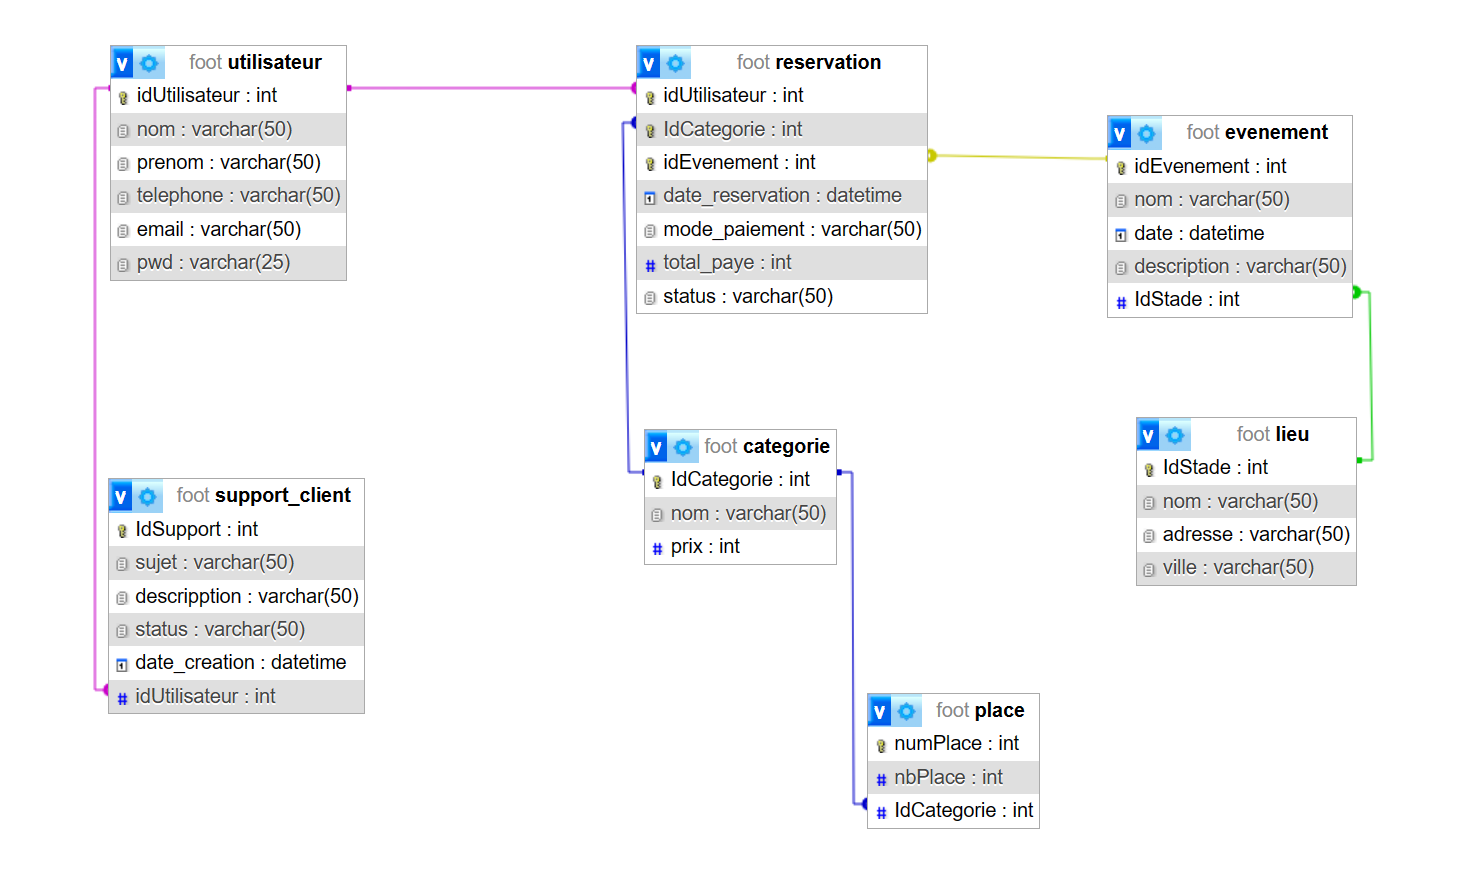 v foot utilisateur
idUtilisateur : int
nom : varchar(50)
prenom : varchar(50)
telephone : varchar(50)
email : varchar(50)
pwd : varchar(25)
v foot reservation
idUtilisateur : int
IdCategorie : int
idEvenement : int
date_reservation : datetime
mode_paiement : varchar(50)
# total_paye : int
status : varchar(50)
v foot evenement
idEvenement : int
nom : varchar(50)
date : datetime
description : varchar(50)
# IdStade : int
v foot categorie
IdCategorie : int
nom : varchar(50)
# prix : int
v foot lieu
IdStade : int
nom : varchar(50)
adresse : varchar(50)
ville : varchar(50)
v foot support_client
IdSupport : int
sujet : varchar(50)
descripption : varchar(50)
status : varchar(50)
date_creation : datetime
# idUtilisateur : int
v foot place
numPlace : int
# nbPlace : int
# IdCategorie : int